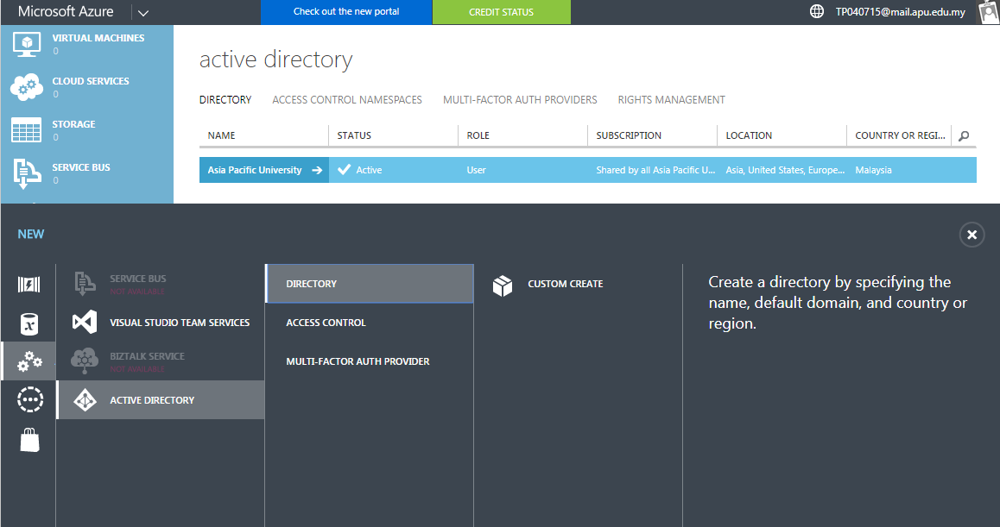 Microsoft Azure
Check out the new portal
CREDIT STATUS
TP040715@mail.apu.edu.my
VIRTUAL MACHINES
0
CLOUD SERVICES
0
STORAGE
0
SERVICE BUS
0
active directory
DIRECTORY ACCESS CONTROL NAMESPACES MULTI-FACTOR AUTH PROVIDERS RIGHTS MANAGEMENT
NAME STATUS ROLE SUBSCRIPTION LOCATION COUNTRY OR REGI...
Asia Pacific University Active User Shared by all Asia Pacific U... Asia, United States, Europe... Malaysia
NEW
SERVICE BUS
NOT AVAILABLE
VISUAL STUDIO TEAM SERVICES
BIZTALK SERVICE
NOT AVAILABLE
ACTIVE DIRECTORY
DIRECTORY
ACCESS CONTROL
MULTI-FACTOR AUTH PROVIDER
CUSTOM CREATE
Create a directory by specifying the
name, default domain, and country or
region.